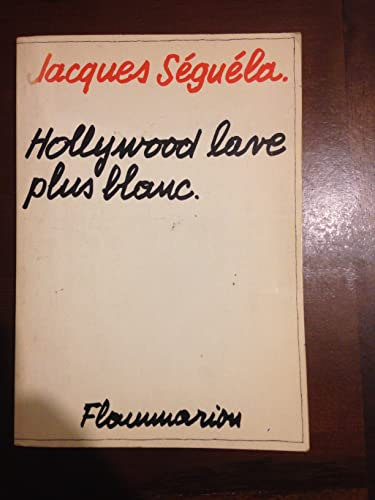 Jacques Séguéla.
Hollywood lave
plus blanc.
Flammarion